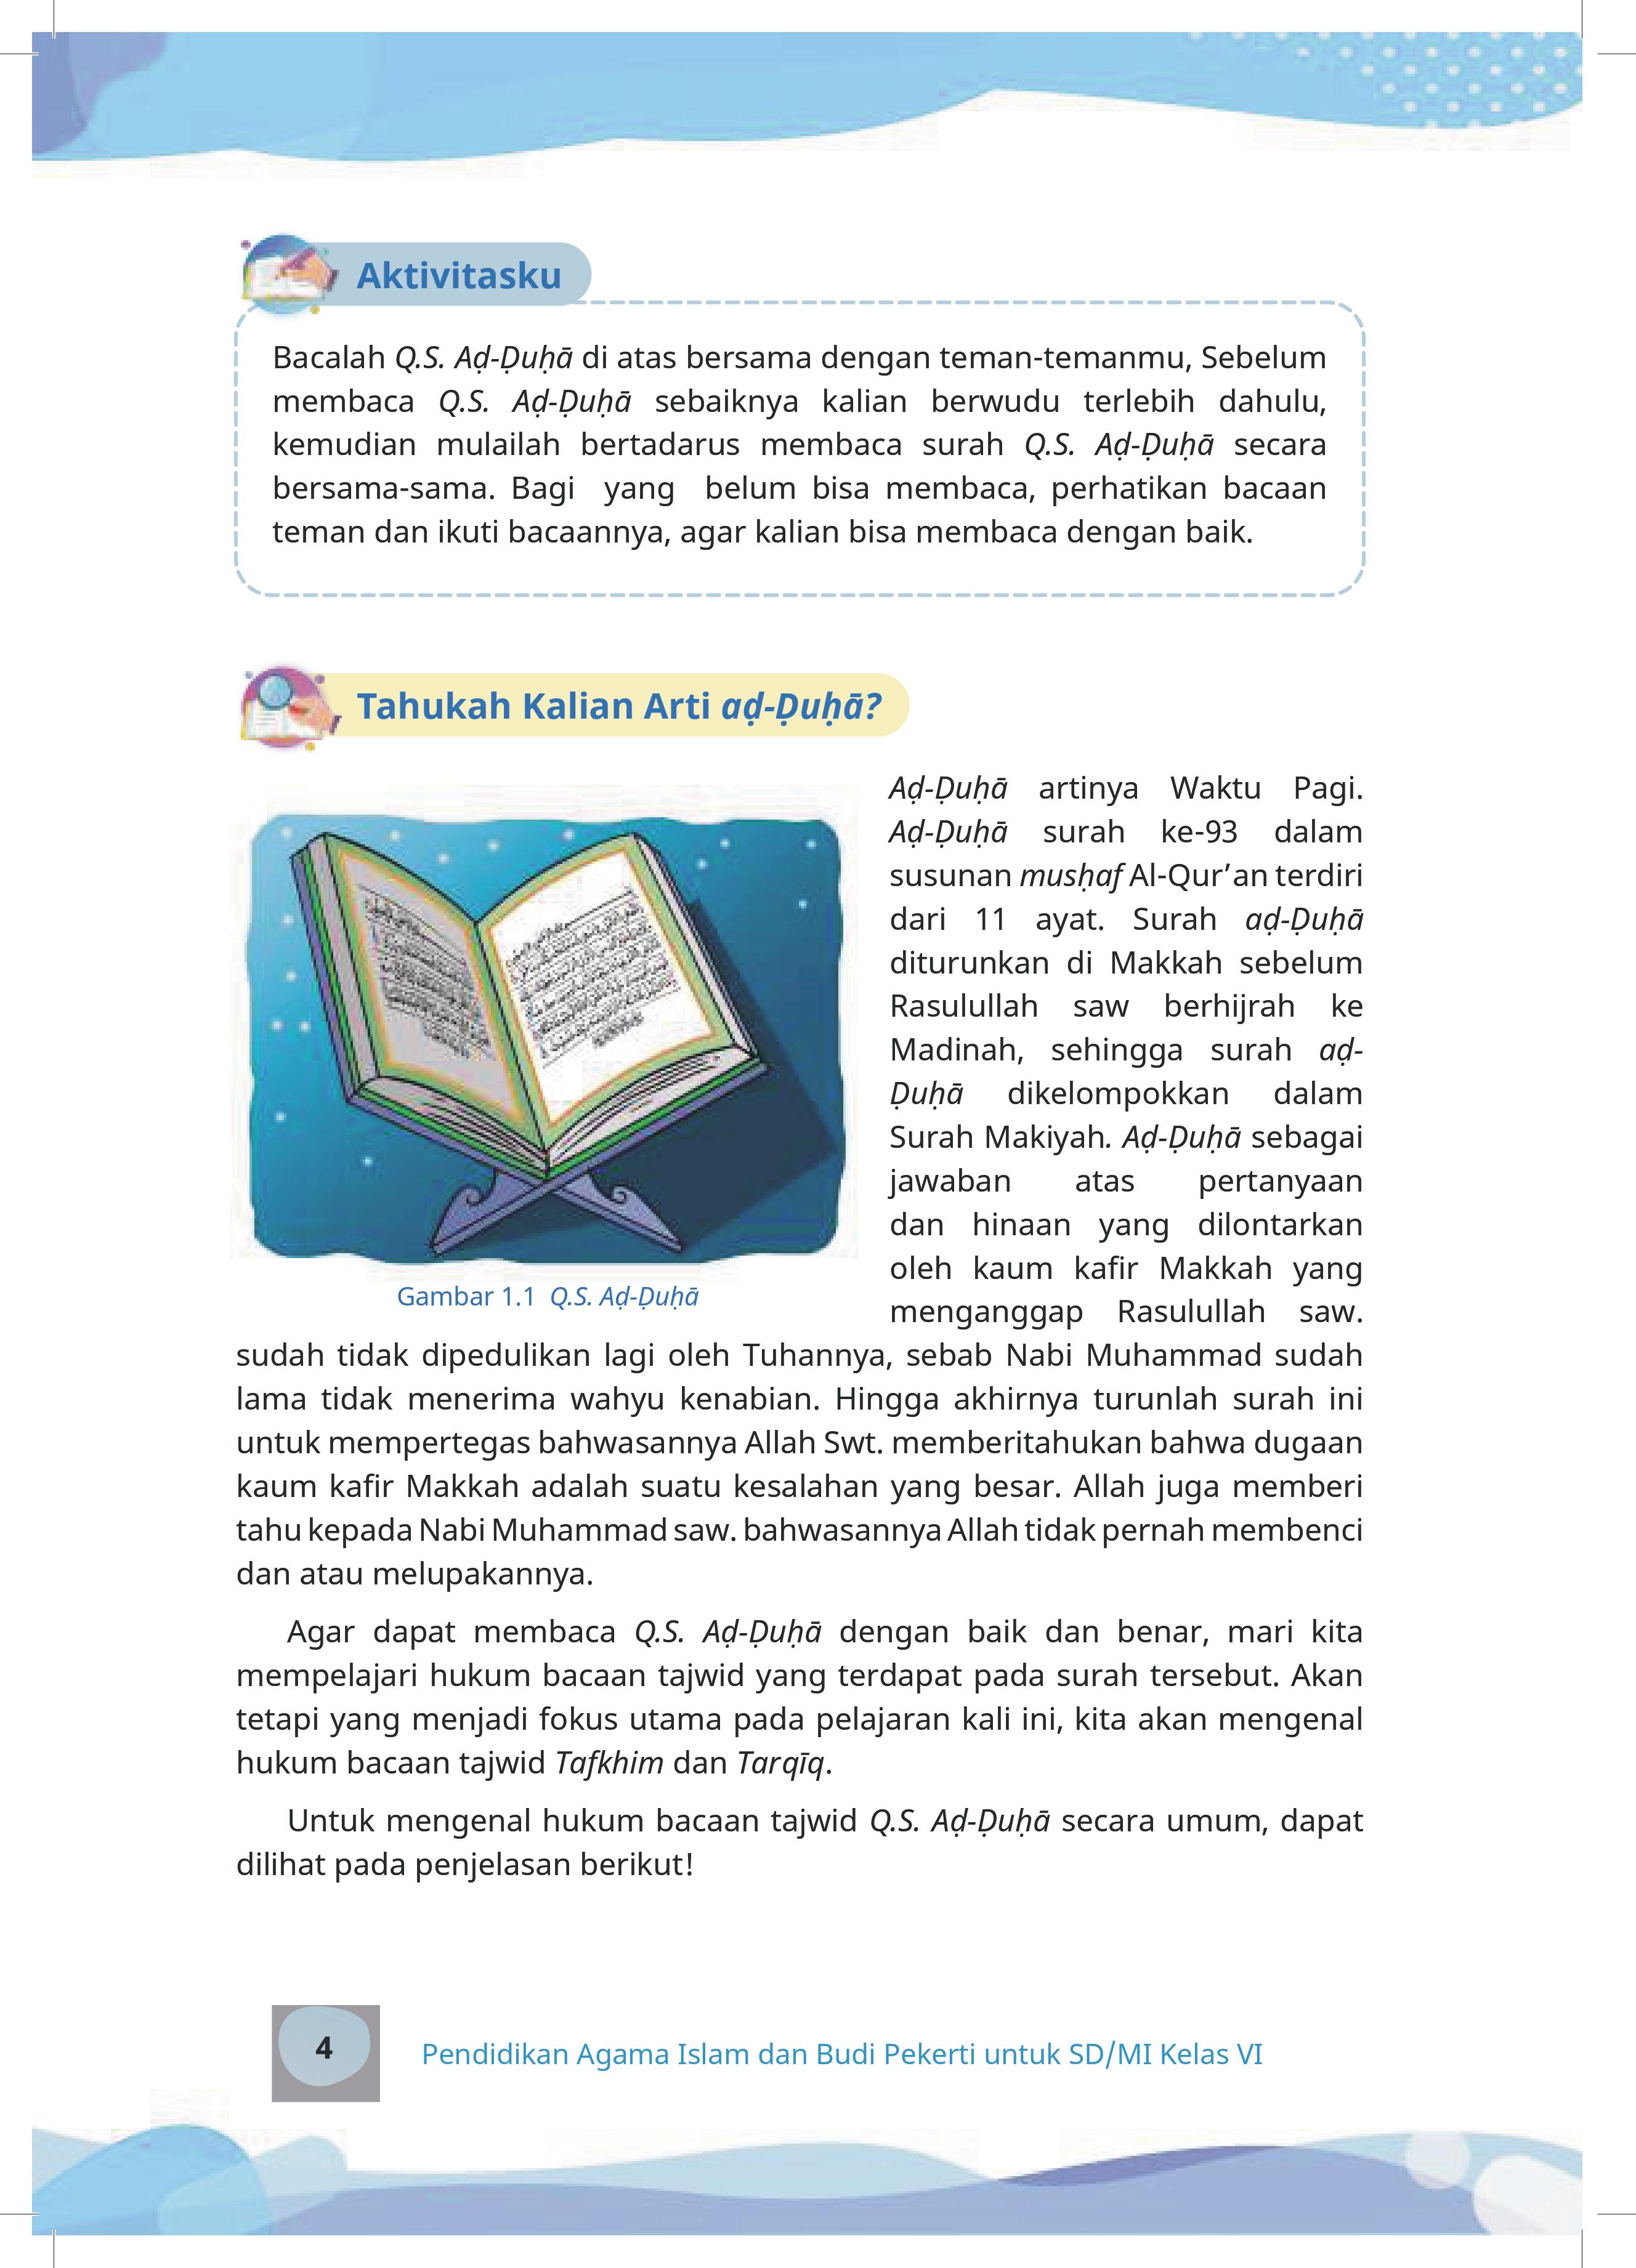 Aktivitasku
Bacalah Q.S. Aḍ-Ḍuḥā di atas bersama dengan teman-temanmu, Sebelum
membaca Q.S. Aḍ-Ḍuḥā sebaiknya kalian berwudu terlebih dahulu,
kemudian mulailah bertadarus membaca surah Q.S. Aḍ-Ḍuḥā secara
bersama-sama. Bagi yang belum bisa membaca, perhatikan bacaan
teman dan ikuti bacaannya, agar kalian bisa membaca dengan baik.
Tahukah Kalian Arti aḍ-Ḍuḥā?
Aḍ-Ḍuḥā artinya Waktu Pagi.
Aḍ-Ḍuḥā surah ke-93 dalam
susunan musḥaf Al-Qur’an terdiri
dari 11 ayat. Surah aḍ-Ḍuḥā
diturunkan di Makkah sebelum
Rasulullah saw berhijrah ke
Madinah, sehingga surah aḍ-
Ḍuḥā dikelompokkan dalam
Surah Makiyah. Aḍ-Ḍuḥā sebagai
jawaban atas pertanyaan
dan hinaan yang dilontarkan
oleh kaum kafir Makkah yang
menganggap Rasulullah saw.
Gambar 1.1 Q.S. Aḍ-Ḍuḥā
sudah tidak dipedulikan lagi oleh Tuhannya, sebab Nabi Muhammad sudah
lama tidak menerima wahyu kenabian. Hingga akhirnya turunlah surah ini
untuk mempertegas bahwasannya Allah Swt. memberitahukan bahwa dugaan
kaum kafir Makkah adalah suatu kesalahan yang besar. Allah juga memberi
tahu kepada Nabi Muhammad saw. bahwasannya Allah tidak pernah membenci
dan atau melupakannya.
Agar dapat membaca Q.S. Aḍ-Ḍuḥā dengan baik dan benar, mari kita
mempelajari hukum bacaan tajwid yang terdapat pada surah tersebut. Akan
tetapi yang menjadi fokus utama pada pelajaran kali ini, kita akan mengenal
hukum bacaan tajwid Tafkhim dan Tarqīq.
Untuk mengenal hukum bacaan tajwid Q.S. Aḍ-Ḍuḥā secara umum, dapat
dilihat pada penjelasan berikut!
4
Pendidikan Agama Islam dan Budi Pekerti untuk SD/MI Kelas VI